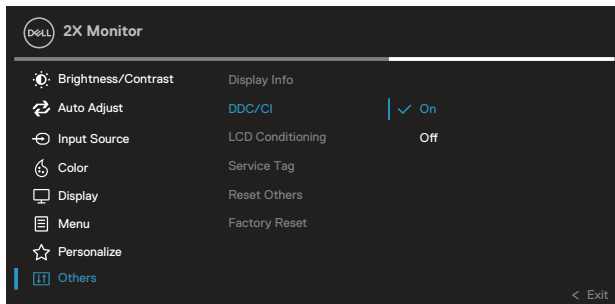 DELL 2X Monitor
Brightness/Contrast Display Info
Auto Adjust DDC/CI On
Input Source LCD Conditioning Off
Color Service Tag
Display Reset Others
Menu Factory Reset
Personalize
Others
< Exit